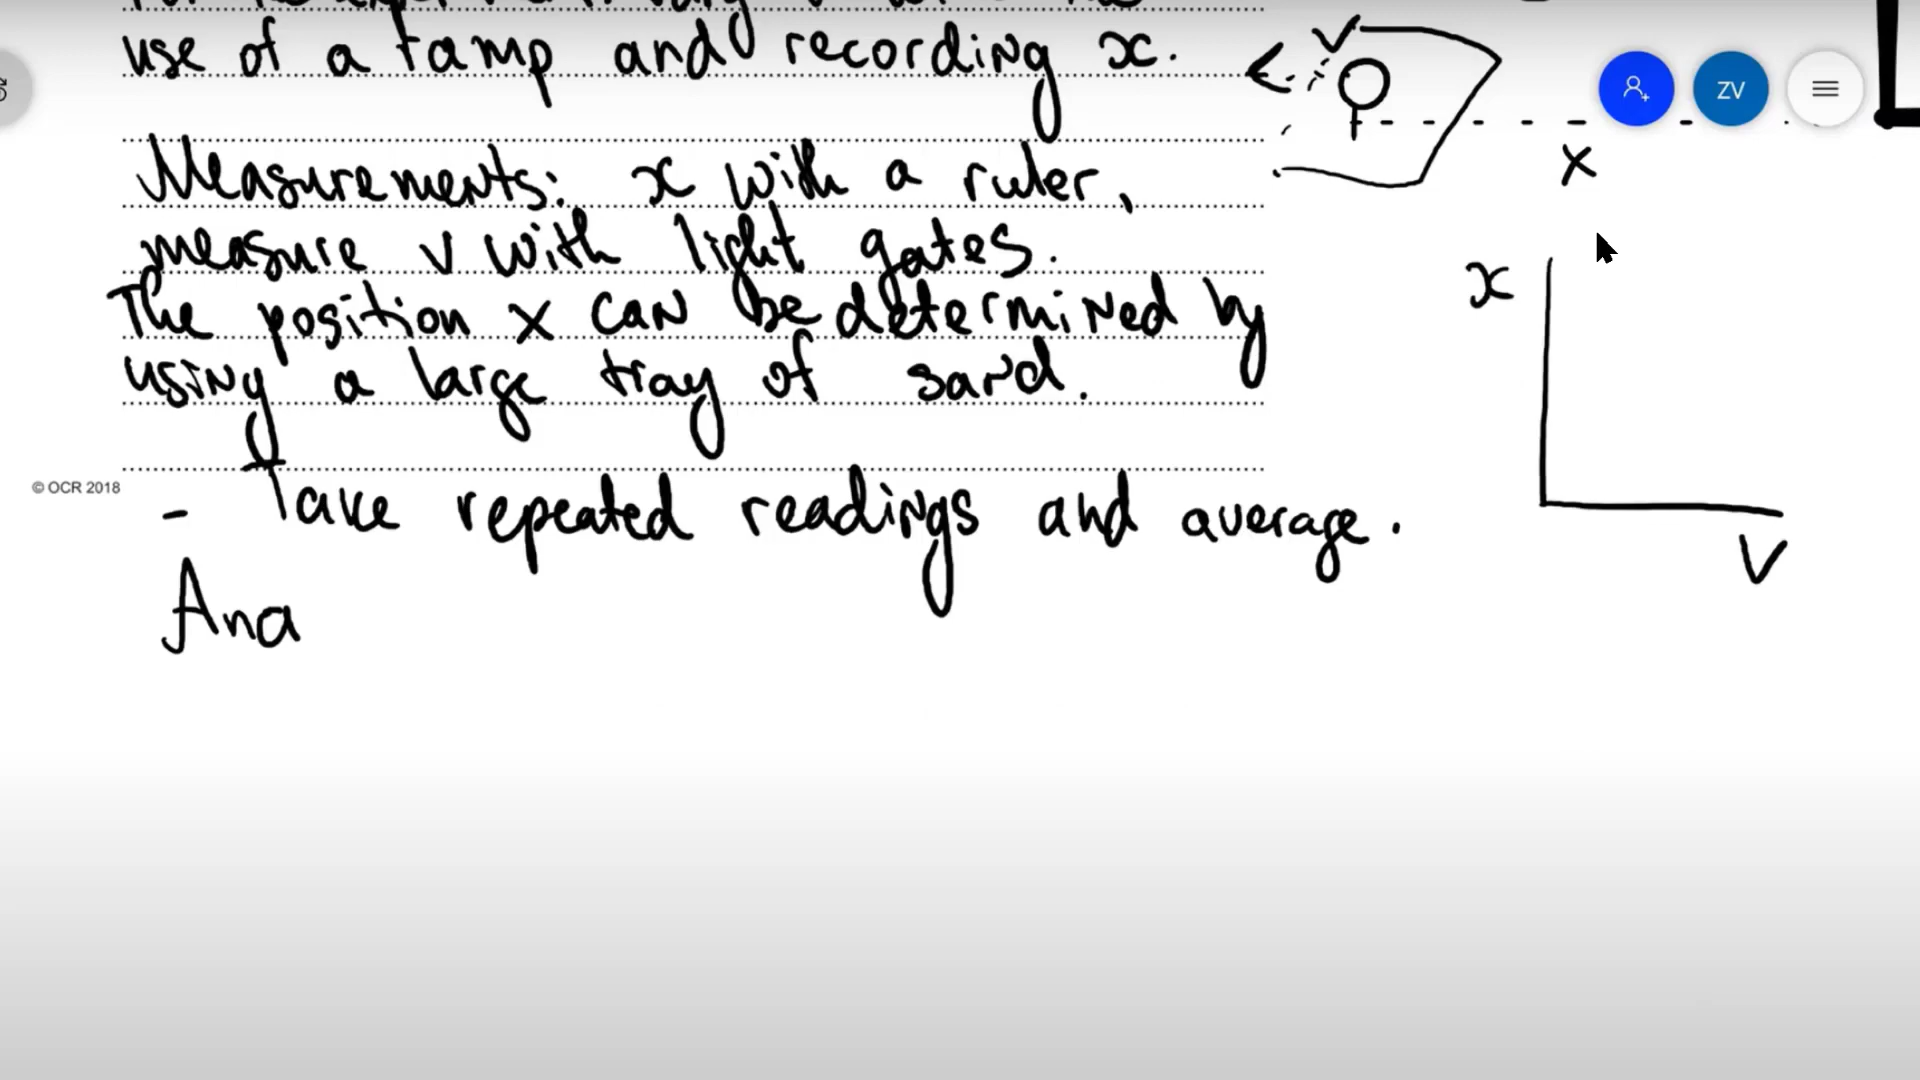 use of a ramp and recording x.
Measurements: x with a ruler,
measure v with light gates.
The position x can be determined by
using a large tray of sand.
© OCR 2018
- Take repeated readings and average.
Ana
V
ZV
x
x
V